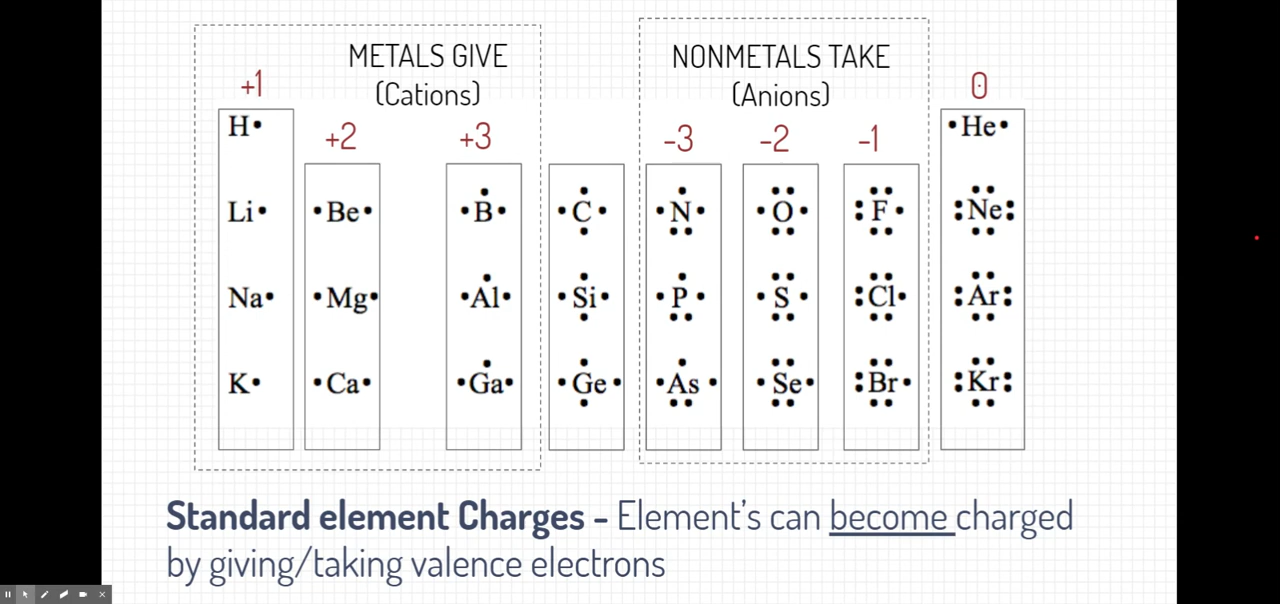 METALS GIVE
(Cations)
NONMETALS TAKE
(Anions)
+1
+2
+3
-3
-2
-1
0
H
He
Li
Be
B
C
N
O
F
Ne
Na
Mg
Al
Si
P
S
Cl
Ar
K
Ca
Ga
Ge
As
Se
Br
Kr
Standard element Charges - Element's can become charged
by giving/taking valence electrons